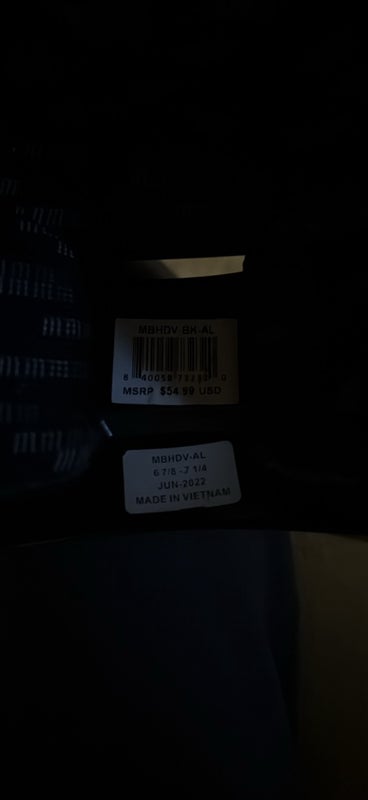 MBHDV BK-AL
MSRP $54.99 USD
MBHDV-AL
6 7/8 -7 1/4
JUN-2022
MADE IN VIETNAM